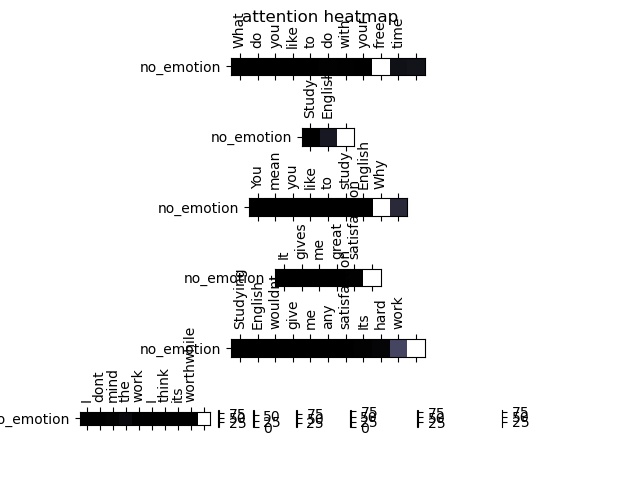 attention heatmap
What do you like to do with your free time
no_emotion
Study English
no_emotion
You mean you like to study English Why
no_emotion
It gives me great satisfaction
no_emotion
Studying English wouldnt give me any satisfaction Its hard work
no_emotion
I dont mind the work I think its worthwhile
o_emotion
75 75 75 75 75
50 50 50 50 50 50
25 25 25 25 25 25
0 0